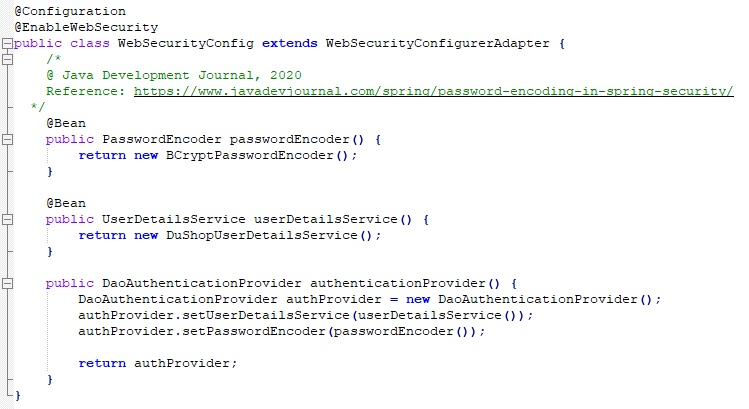 @Configuration
@EnableWebSecurity
public class WebSecurityConfig extends WebSecurityConfigurerAdapter {
/*
@ Java Development Journal, 2020
Reference: https://www.javadevjournal.com/spring/password-encoding-in-spring-security/
*/
@Bean
public PasswordEncoder passwordEncoder() {
return new BCryptPasswordEncoder();
}
@Bean
public UserDetailsService userDetailsService() {
return new DuShopUserDetailsService();
}
public DaoAuthenticationProvider authenticationProvider() {
DaoAuthenticationProvider authProvider = new DaoAuthenticationProvider();
authProvider.setUserDetailsService(userDetailsService());
authProvider.setPasswordEncoder(passwordEncoder());
return authProvider;
}
}